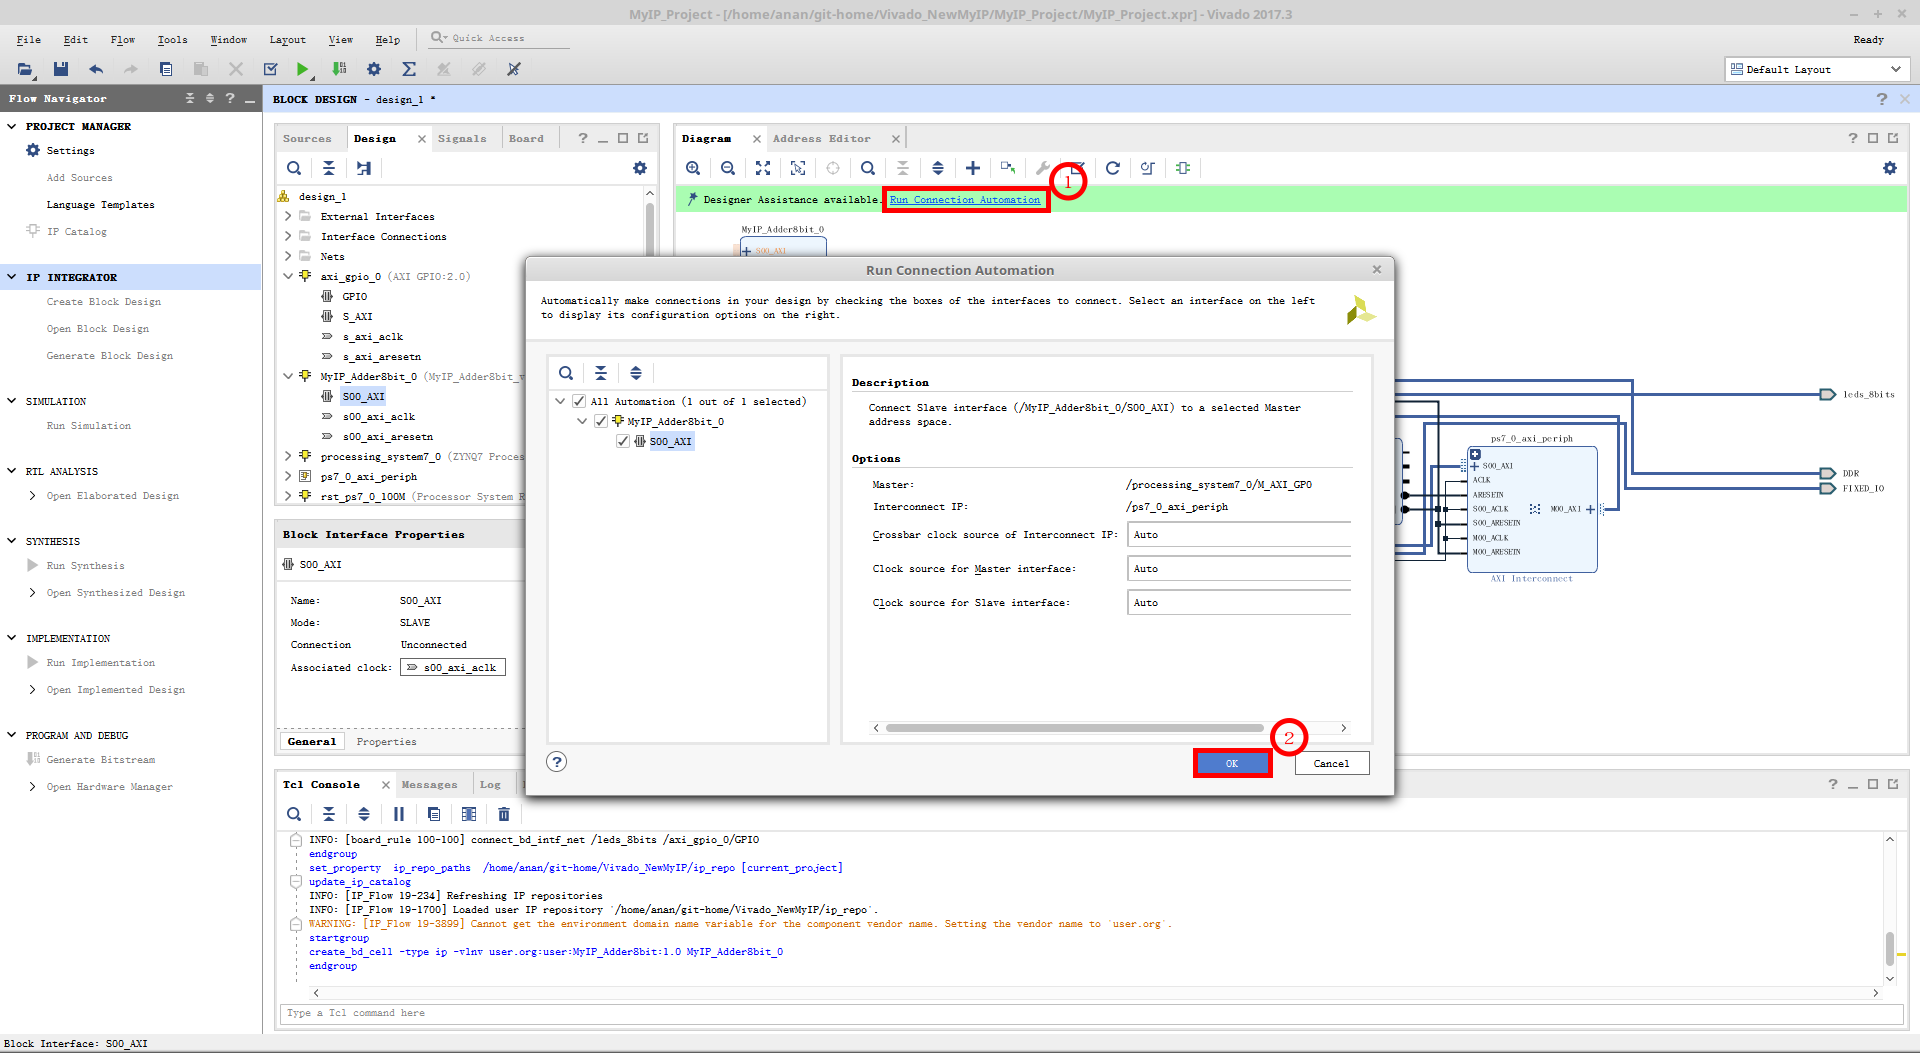 MyIP_Project - [/home/anan/git-home/Vivado_NewMyIP/MyIP_Project/MyIP_Project.xpr] - Vivado 2017.3
File Edit Flow Tools Window Layout View Help Quick Access Ready
Default Layout
Flow Navigator
PROJECT MANAGER
Settings
Add Sources
Language Templates
IP Catalog
IP INTEGRATOR
Create Block Design
Open Block Design
Generate Block Design
SIMULATION
Run Simulation
RTL ANALYSIS
Open Elaborated Design
SYNTHESIS
Run Synthesis
Open Synthesized Design
IMPLEMENTATION
Run Implementation
Open Implemented Design
PROGRAM AND DEBUG
Generate Bitstream
Open Hardware Manager
BLOCK DESIGN - design_1 *
Sources Design Signals Board
design_1
External Interfaces
Interface Connections
Nets
axi_gpio_0 (AXI GPIO:2.0)
GPIO
S_AXI
s_axi_aclk
s_axi_aresetn
MyIP_Adder8bit_0 (MyIP_Adder8bit_v
S00_AXI
s00_axi_aclk
s00_axi_aresetn
processing_system7_0 (ZYNQ7 Proces
ps7_0_axi_periph
rst_ps7_0_100M (Processor System R
Block Interface Properties
S00_AXI
Name: S00_AXI
Mode: SLAVE
Connection Unconnected
Associated clock: s00_axi_aclk
General Properties
Diagram Address Editor
1
Designer Assistance available. Run Connection Automation
MyIP_Adder8bit_0
S00_AXI
leds_8bits
DDR
FIXED_IO
ps7_0_axi_periph
S00_AXI
ACLK
ARESETN
S00_ACLK
S00_ARESETN
M00_ACLK
M00_ARESETN
M00_AXI
AXI Interconnect
Run Connection Automation
Automatically make connections in your design by checking the boxes of the interfaces to connect. Select an interface on the left
to display its configuration options on the right.
All Automation (1 out of 1 selected)
MyIP_Adder8bit_0
S00_AXI
Description
Connect Slave interface (/MyIP_Adder8bit_0/S00_AXI) to a selected Master
address space.
Options
Master: /processing_system7_0/M_AXI_GP0
Interconnect IP: /ps7_0_axi_periph
Crossbar clock source of Interconnect IP: Auto
Clock source for Master interface: Auto
Clock source for Slave interface: Auto
2
OK Cancel
Tcl Console Messages Log
INFO: [board_rule 100-100] connect_bd_intf_net /leds_8bits /axi_gpio_0/GPIO
endgroup
set_property ip_repo_paths /home/anan/git-home/Vivado_NewMyIP/ip_repo [current_project]
update_ip_catalog
INFO: [IP_Flow 19-234] Refreshing IP repositories
INFO: [IP_Flow 19-1700] Loaded user IP repository '/home/anan/git-home/Vivado_NewMyIP/ip_repo'.
WARNING: [IP_Flow 19-3899] Cannot get the environment domain name variable for the component vendor name. Setting the vendor name to 'user.org'.
startgroup
create_bd_cell -type ip -vlnv user.org:user:MyIP_Adder8bit:1.0 MyIP_Adder8bit_0
endgroup
Type a Tcl command here
Block Interface: S00_AXI